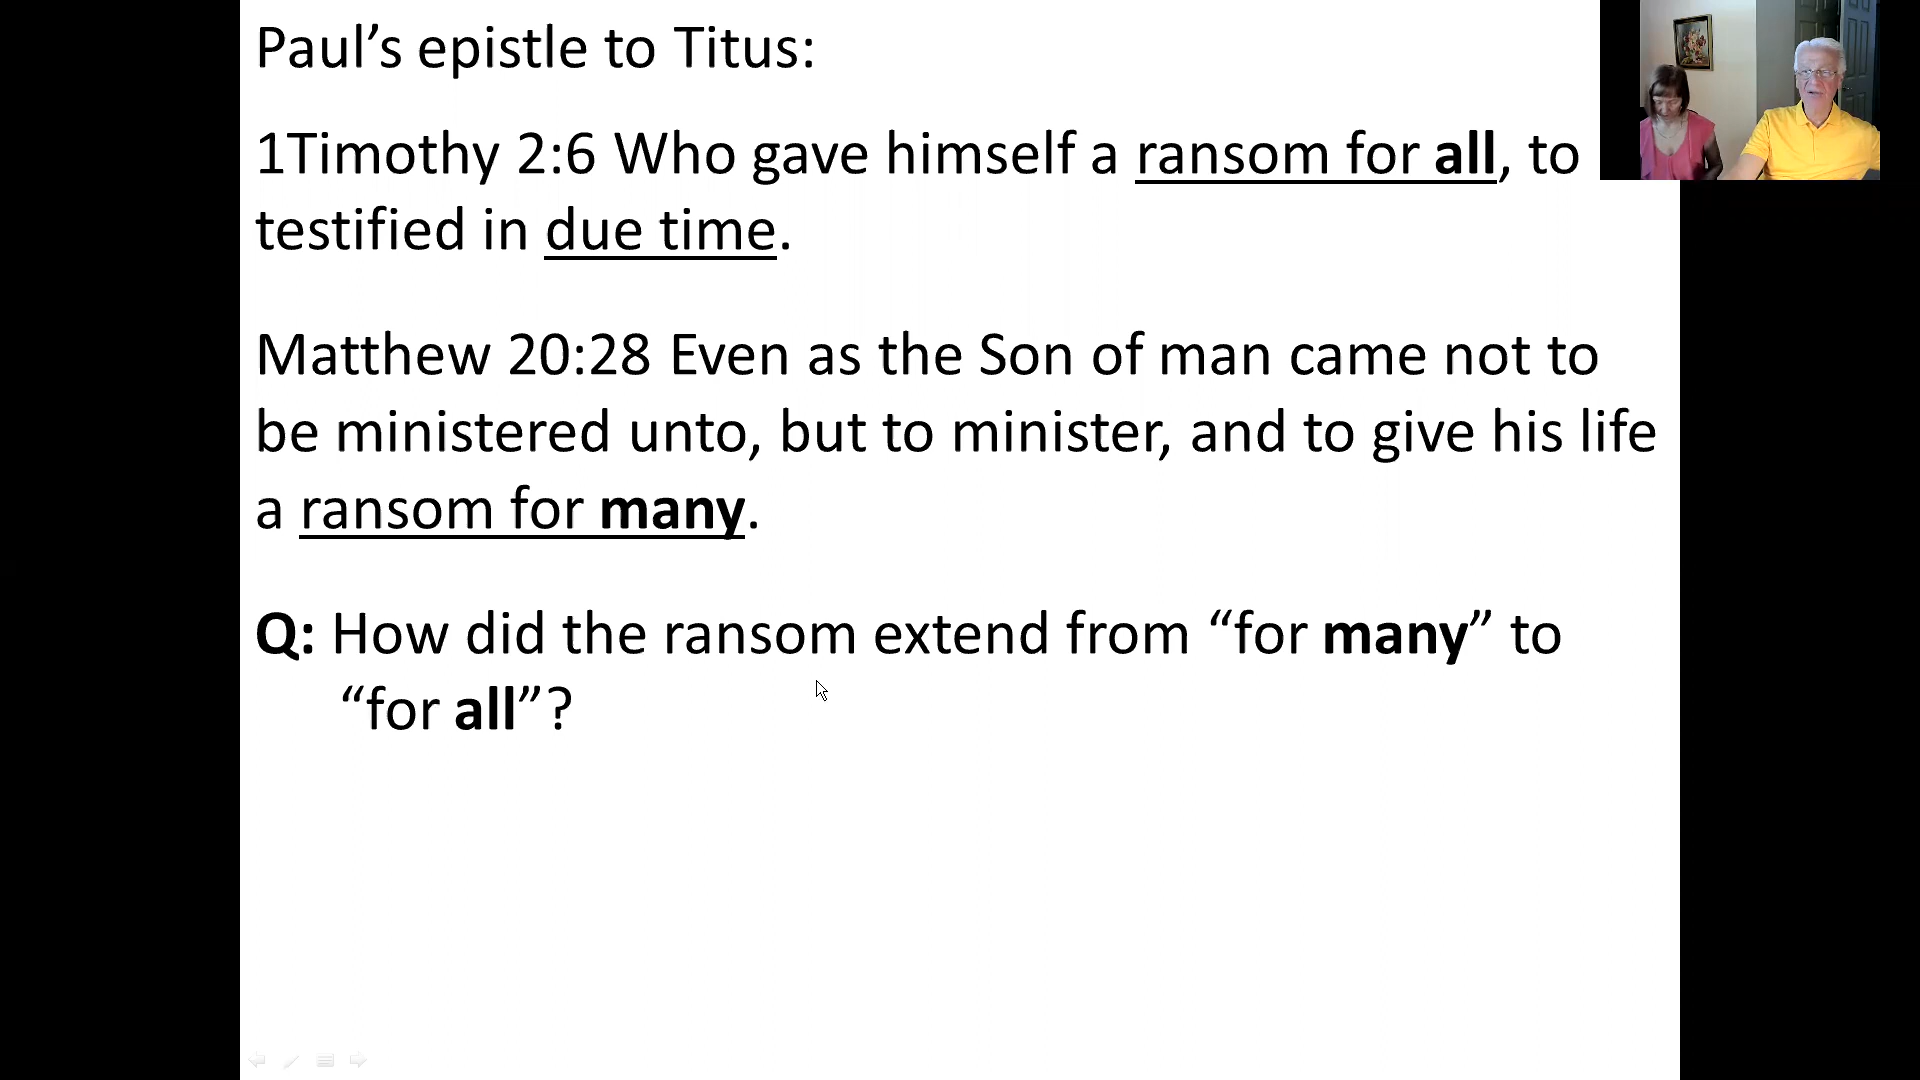 Paul’s epistle to Titus:
1Timothy 2:6 Who gave himself a ransom for all, to
testified in due time.
Matthew 20:28 Even as the Son of man came not to
be ministered unto, but to minister, and to give his life
a ransom for many.
Q: How did the ransom extend from “for many” to
“for all”?